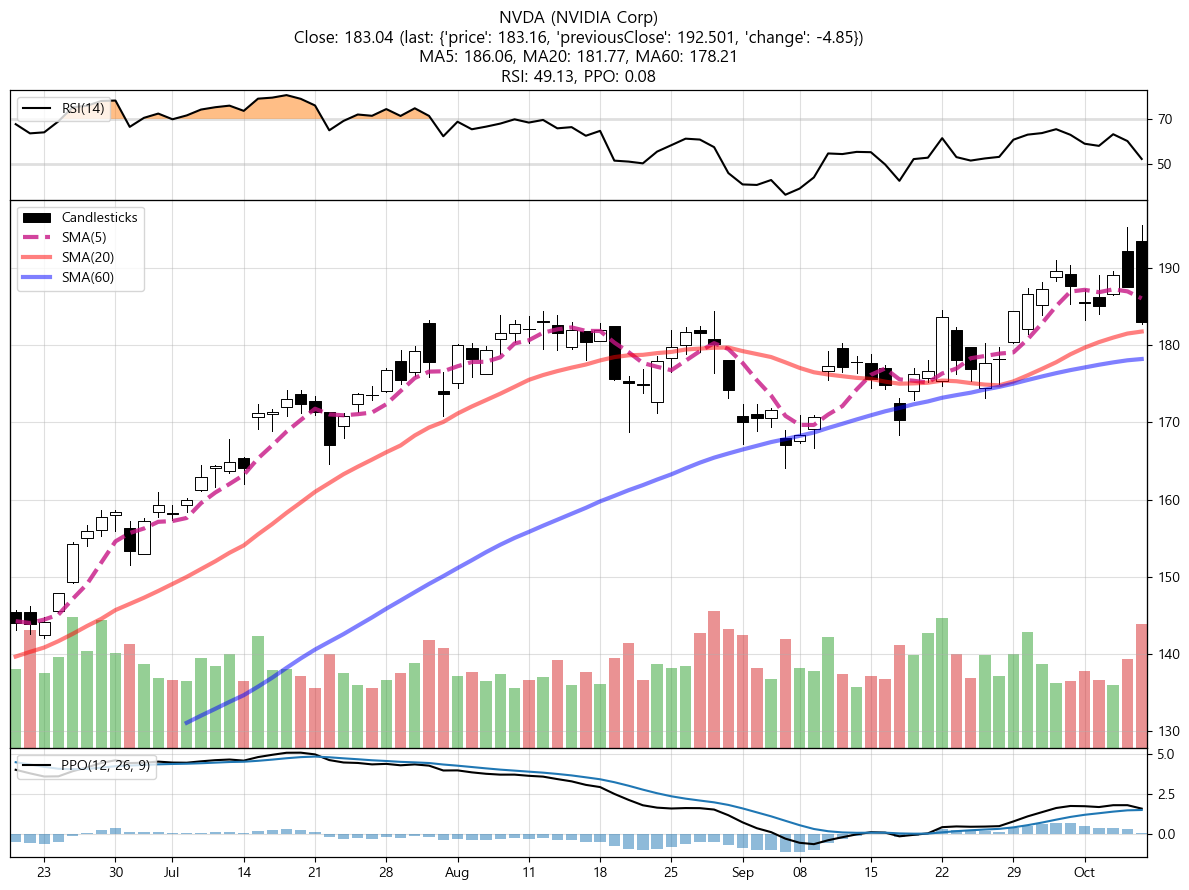 NVDA (NVIDIA Corp)
Close: 183.04 (last: {'price': 183.16, 'previousClose': 192.501, 'change': -4.85})
MA5: 186.06, MA20: 181.77, MA60: 178.21
RSI: 49.13, PPO: 0.08
RSI(14)
70
50
Candlesticks
SMA(5)
SMA(20)
SMA(60)
190
180
170
160
150
140
130
PPO(12, 26, 9)
5.0
2.5
0.0
23 30 Jul 14 21 28 Aug 11 18 25 Sep 08 15 22 29 Oct